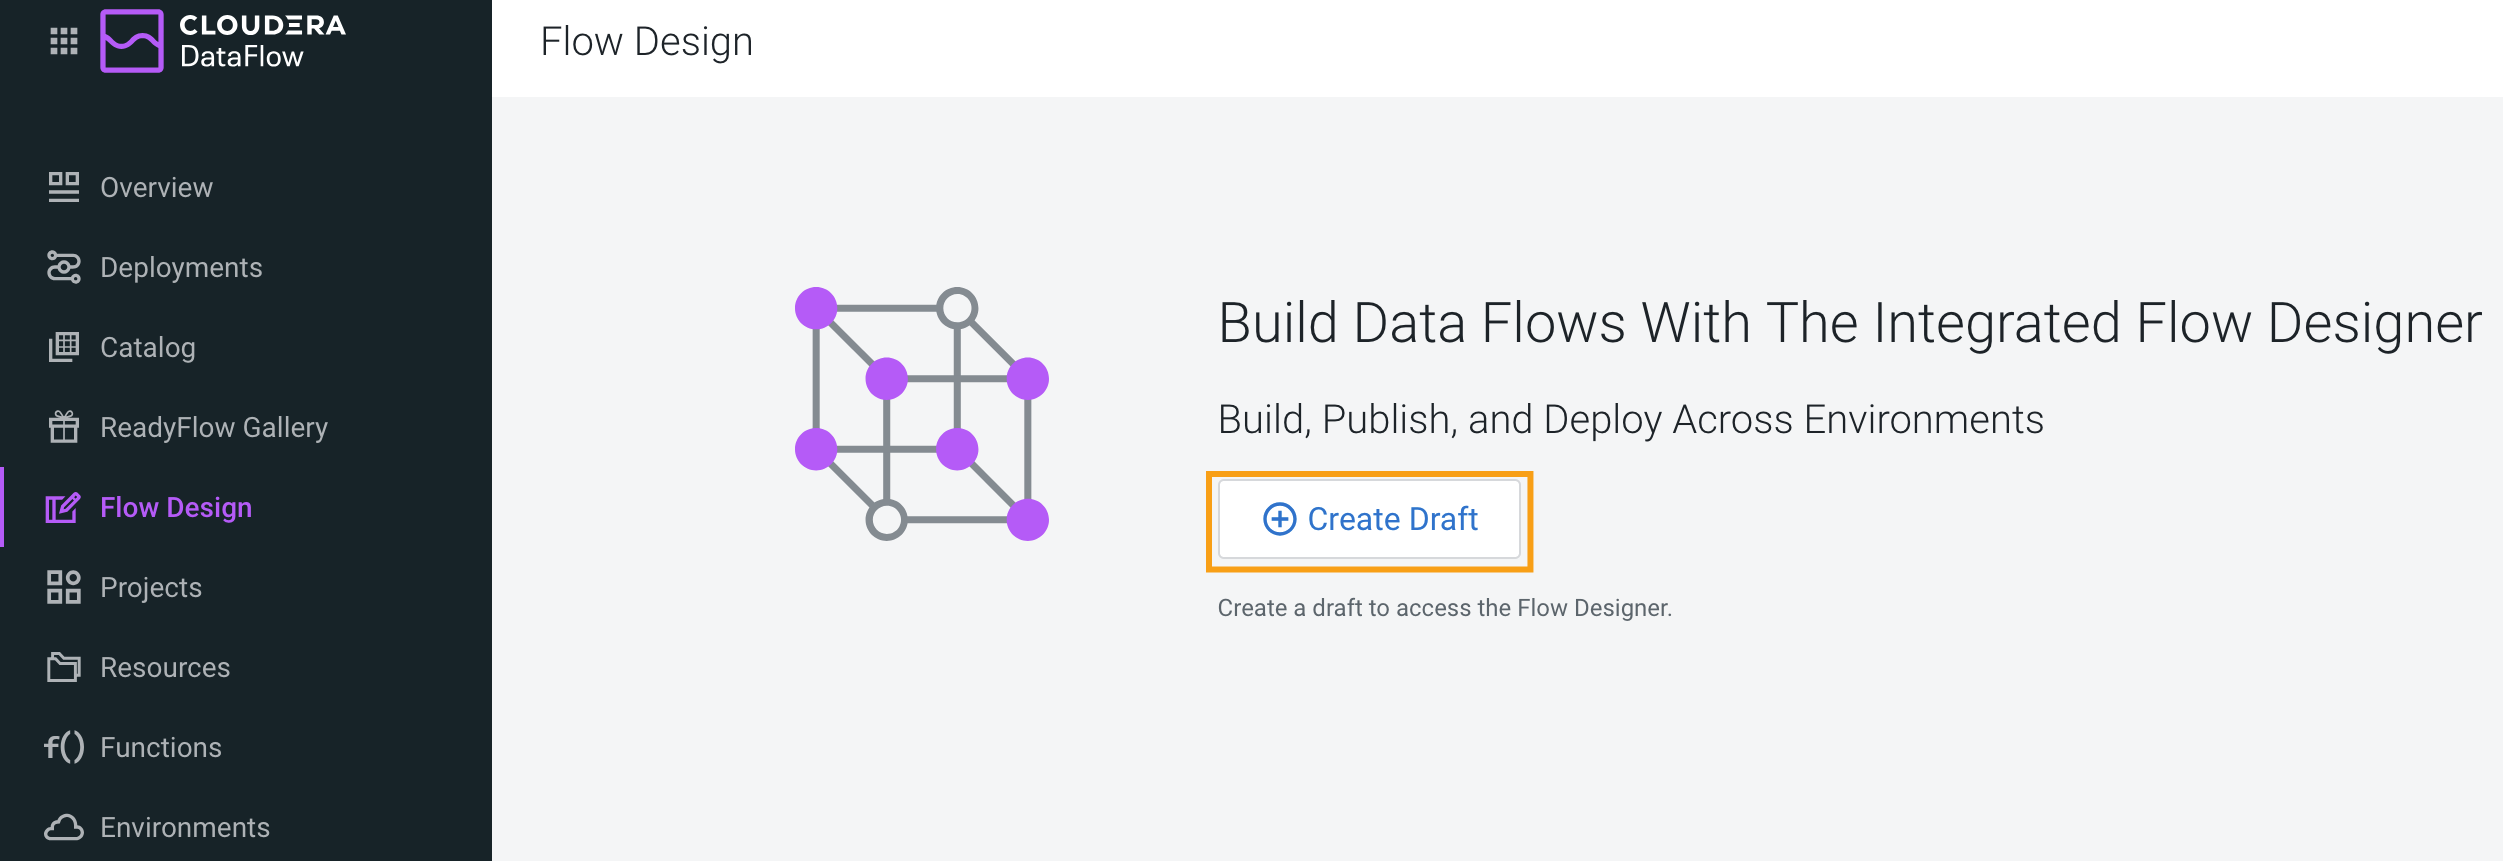 CLOUDERA
DataFlow
Overview
Deployments
Catalog
ReadyFlow Gallery
Flow Design
Projects
Resources
f() Functions
Environments
Flow Design
Build Data Flows With The Integrated Flow Designer
Build, Publish, and Deploy Across Environments
Create Draft
Create a draft to access the Flow Designer.